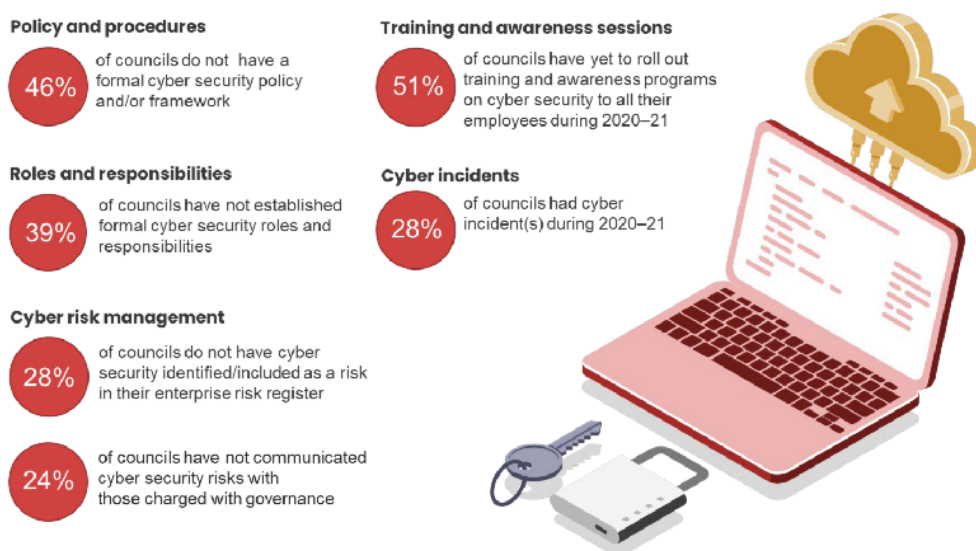 Policy and procedures
46%
of councils do not have a
formal cyber security policy
and/or framework
Roles and responsibilities
39%
of councils have not established
formal cyber security roles and
responsibilities
Cyber risk management
28%
of councils do not have cyber
security identified/included as a risk
in their enterprise risk register
24%
of councils have not communicated
cyber security risks with
those charged with governance
Training and awareness sessions
51%
of councils have yet to roll out
training and awareness programs
on cyber security to all their
employees during 2020–21
Cyber incidents
28%
of councils had cyber
incident(s) during 2020–21